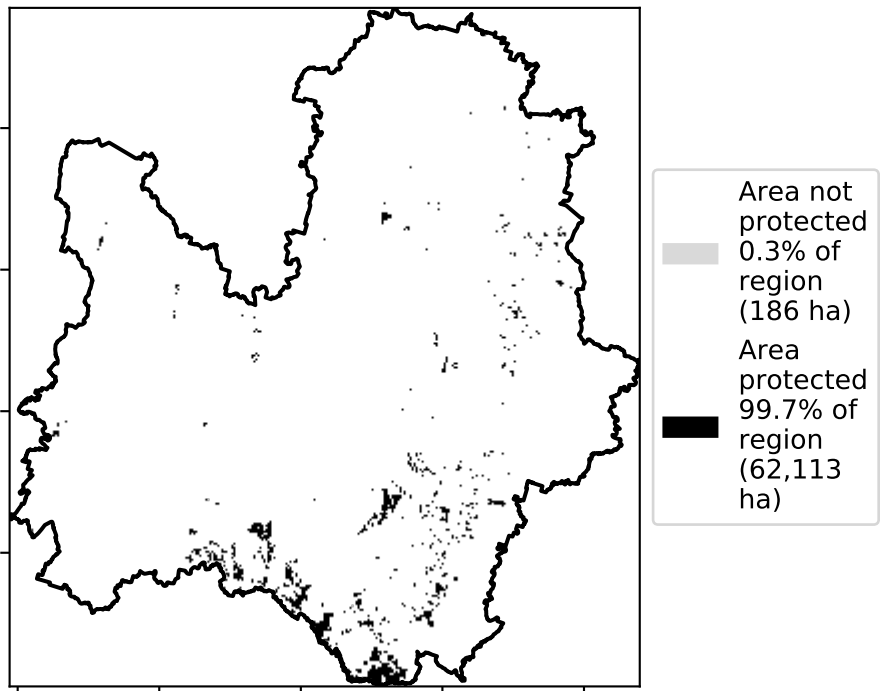 Area not
protected
0.3% of
region
(186 ha)
Area
protected
99.7% of
region
(62,113
ha)